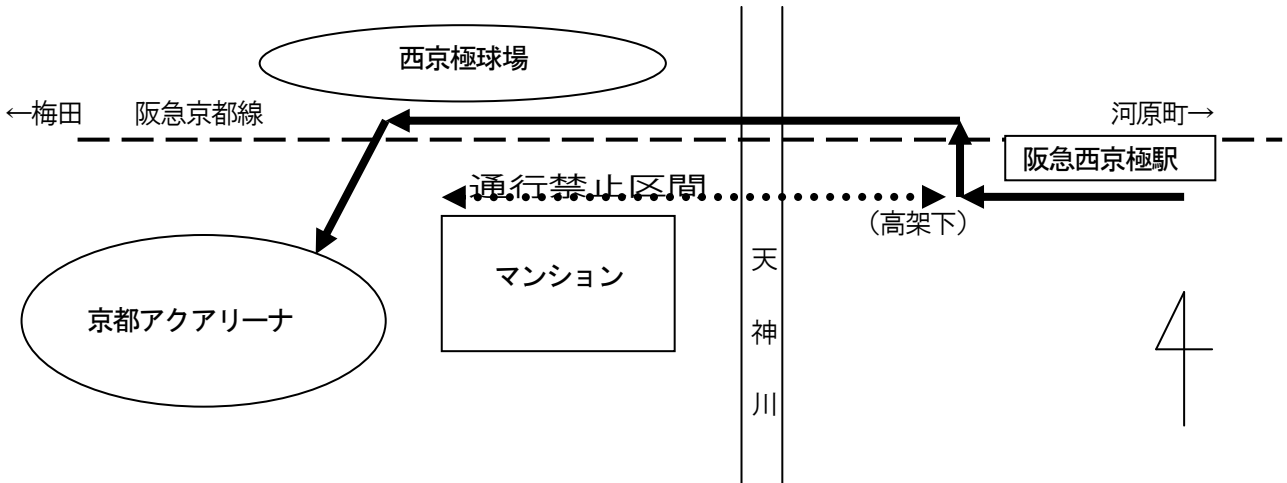 西京極球場
←梅田
阪急京都線
河原町→
阪急西京極駅
通行禁止区間
(高架下)
マンション
天神川
京都アクアリーナ